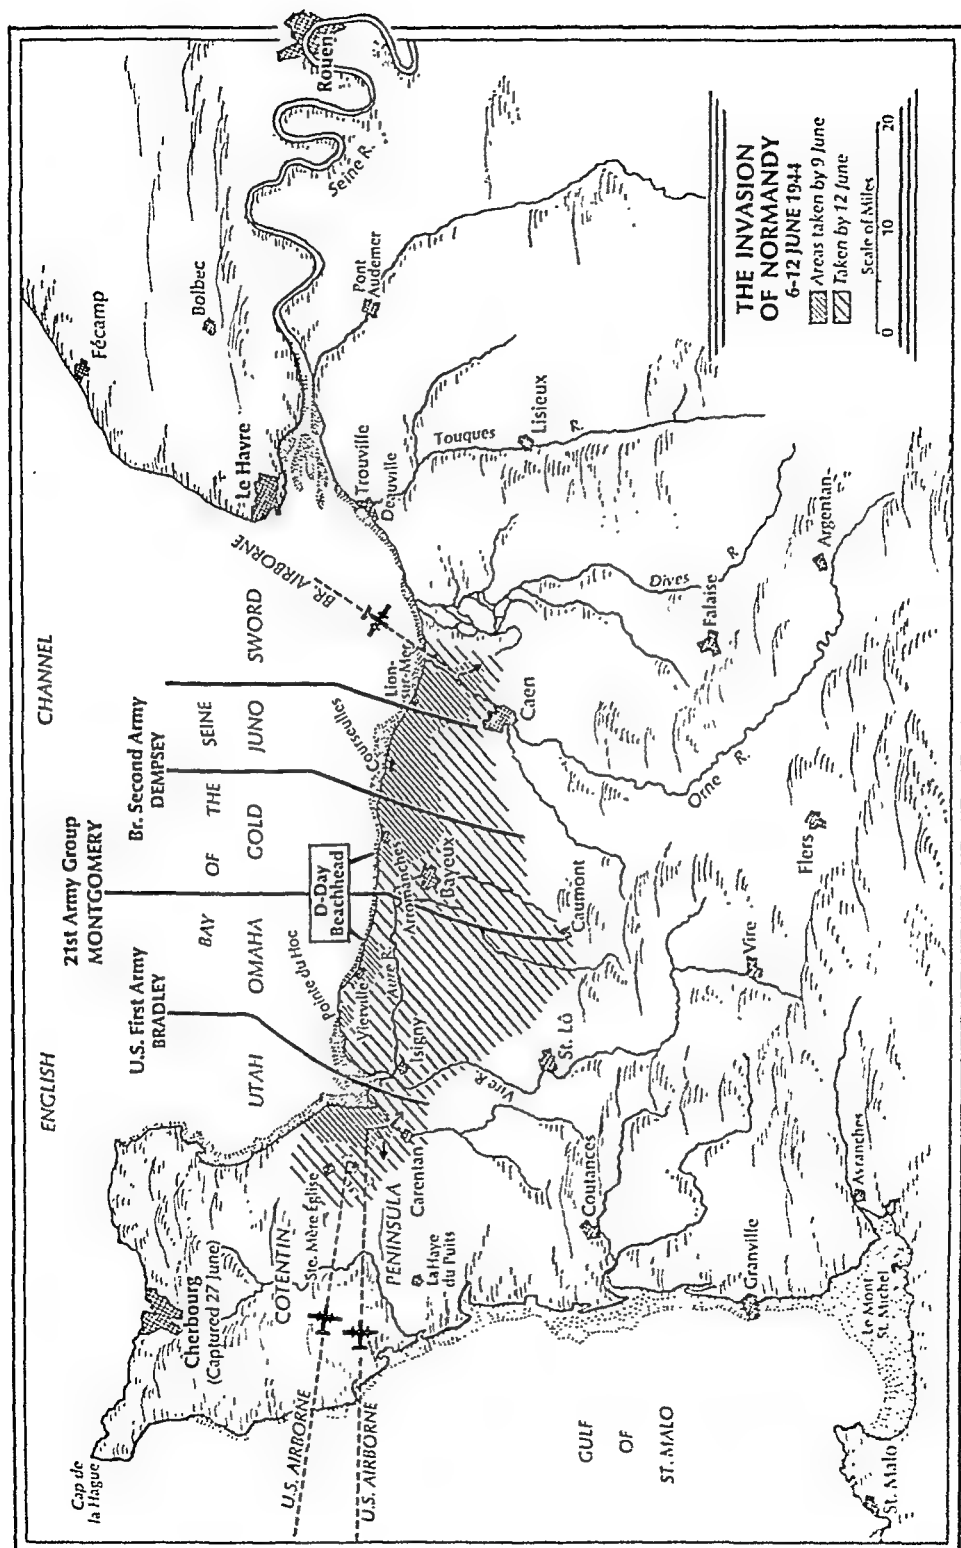 THE INVASION
OF NORMANDY
6-12 JUNE 1944
Areas taken by 9 June
Taken by 12 June
Scale of Miles
0 10 20
ENGLISH
CHANNEL
21st Army Group
MONTGOMERY
U.S. First Army
BRADLEY
Br. Second Army
DEMPSEY
BAY
OF
THE
SEINE
UTAH
OMAHA
GOLD
JUNO
SWORD
D-Day
Beachhead
BR. AIRBORNE
U.S. AIRBORNE
U.S. AIRBORNE
Cap de
la Hague
Cherbourg
(Captured 27 June)
COTENTIN
PENINSULA
Ste. Mère Église
La Haye
du Puits
Carentan
Isigny
Pointe du Hoc
Vierville
Aure R.
Arromanches
Bayeux
Courseulles
Lion-
sur-Mer
Caen
Caumont
St. Lô
Vire R.
Coutances
Granville
Avranches
Le Mont
St. Michel
St. Malo
GULF
OF
ST. MALO
Vire
Flers
Orne
R.
Falaise
Argentan
Dives
R
Trouville
Deauville
Touques
R
Lisieux
Pont
Audemer
Le Havre
Fécamp
Bolbec
Seine R.
Rouen